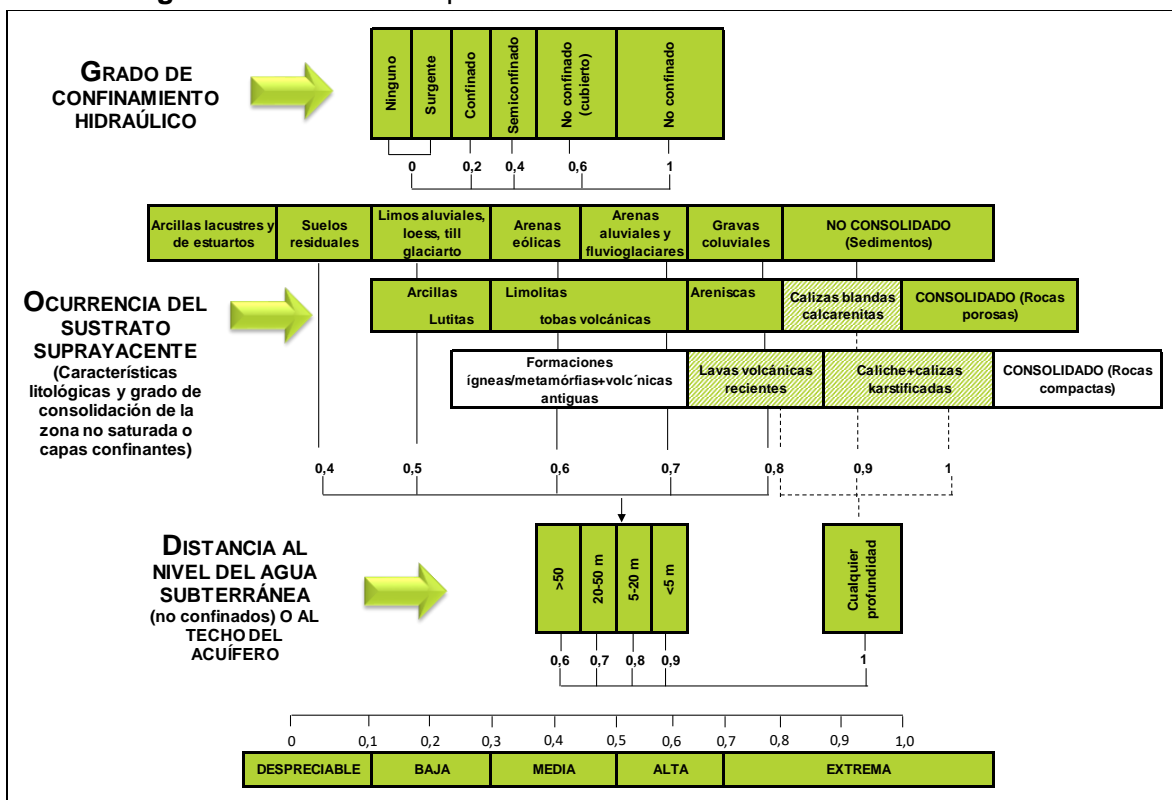 GRADO DE
CONFINAMIENTO
HIDRAÚLICO
Ninguno
Surgente
Confinado
Semiconfinado
No confinado
(cubierto)
No confinado
0
0,2
0,4
0,6
1
Arcillas lacustres y
de estuartos
Suelos
residuales
Limos aluviales,
loess, till
glaciarto
Arenas
eólicas
Arenas
aluviales y
fluvioglaciares
Gravas
coluviales
NO CONSOLIDADO
(Sedimentos)
OCURRENCIA DEL
SUSTRATO
SUPRAYACENTE
(Características
litológicas y grado de
consolidación de la
zona no saturada o
capas confinantes)
Arcillas
Lutitas
Limolitas
tobas volcánicas
Areniscas
Calizas blandas
calcarenitas
CONSOLIDADO (Rocas
porosas)
Formaciones
ígneas/metamórfias+volc´nicas
antiguas
Lavas volcánicas
recientes
Caliche+calizas
karstificadas
CONSOLIDADO (Rocas
compactas)
0,4
0,5
0,6
0,7
0,8
0,9
1
DISTANCIA AL
NIVEL DEL AGUA
SUBTERRÁNEA
(no confinados) O AL
TECHO DEL
ACUÍFERO
>50
20-50 m
5-20 m
<5 m
Cualquier
profundidad
0,6
0,7
0,8
0,9
1
0
0,1
0,2
0,3
0,4
0,5
0,6
0,7
0,8
0,9
1,0
DESPRECIABLE
BAJA
MEDIA
ALTA
EXTREMA